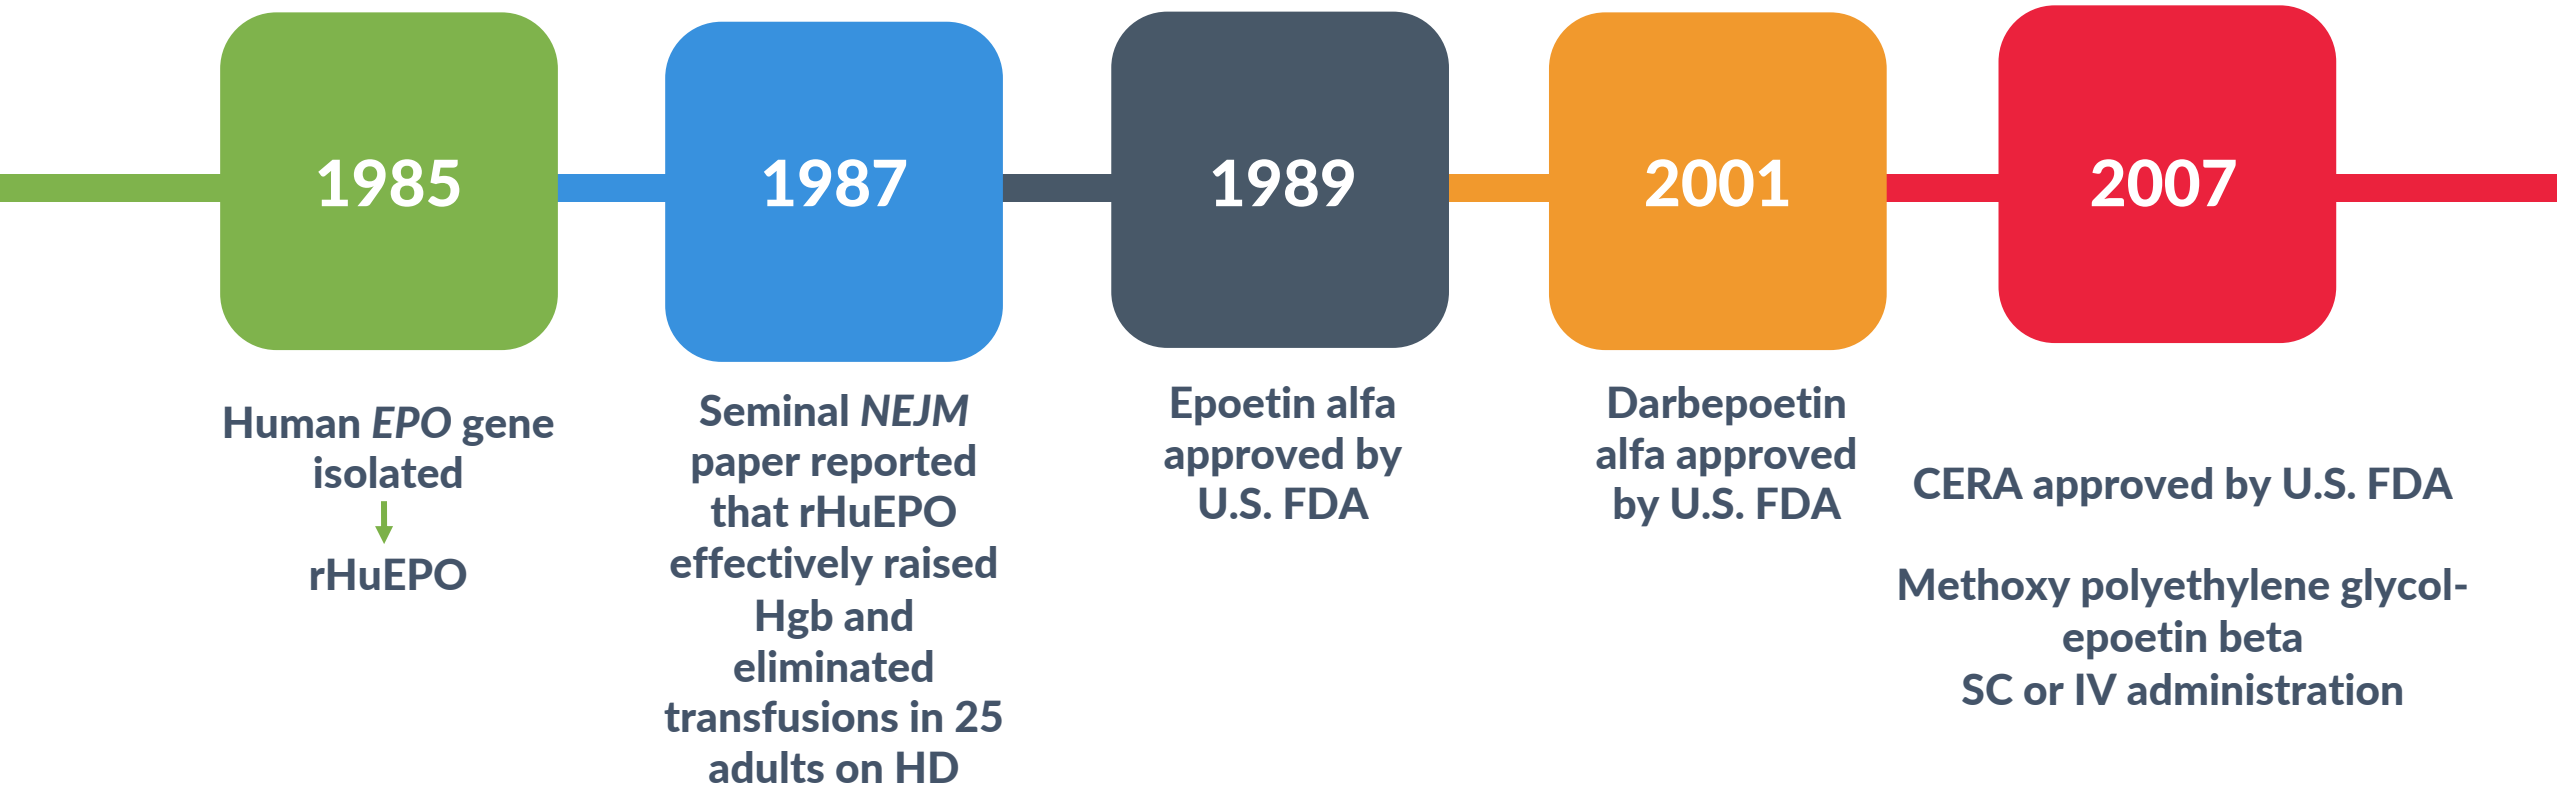 1985
Human EPO gene
isolated
rHuEPO
1987
Seminal NEJM
paper reported
that rHuEPO
effectively raised
Hgb and
eliminated
transfusions in 25
adults on HD
1989
Epoetin alfa
approved by
U.S. FDA
2001
Darbepoetin
alfa approved
by U.S. FDA
2007
CERA approved by U.S. FDA
Methoxy polyethylene glycol-
epoetin beta
SC or IV administration